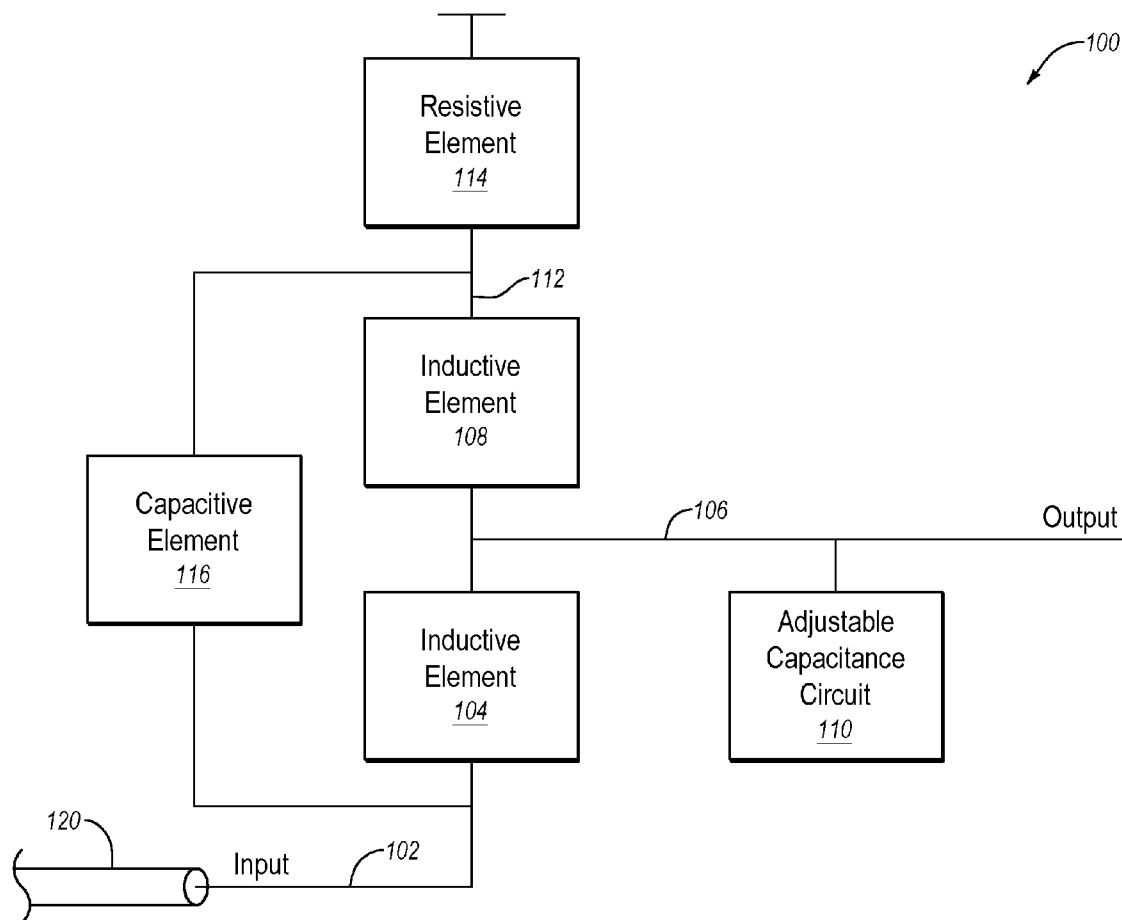 100
Resistive
Element
114
112
Inductive
Element
108
Capacitive
Element
116
106
Output
Inductive
Element
104
Adjustable
Capacitance
Circuit
110
120
Input
102